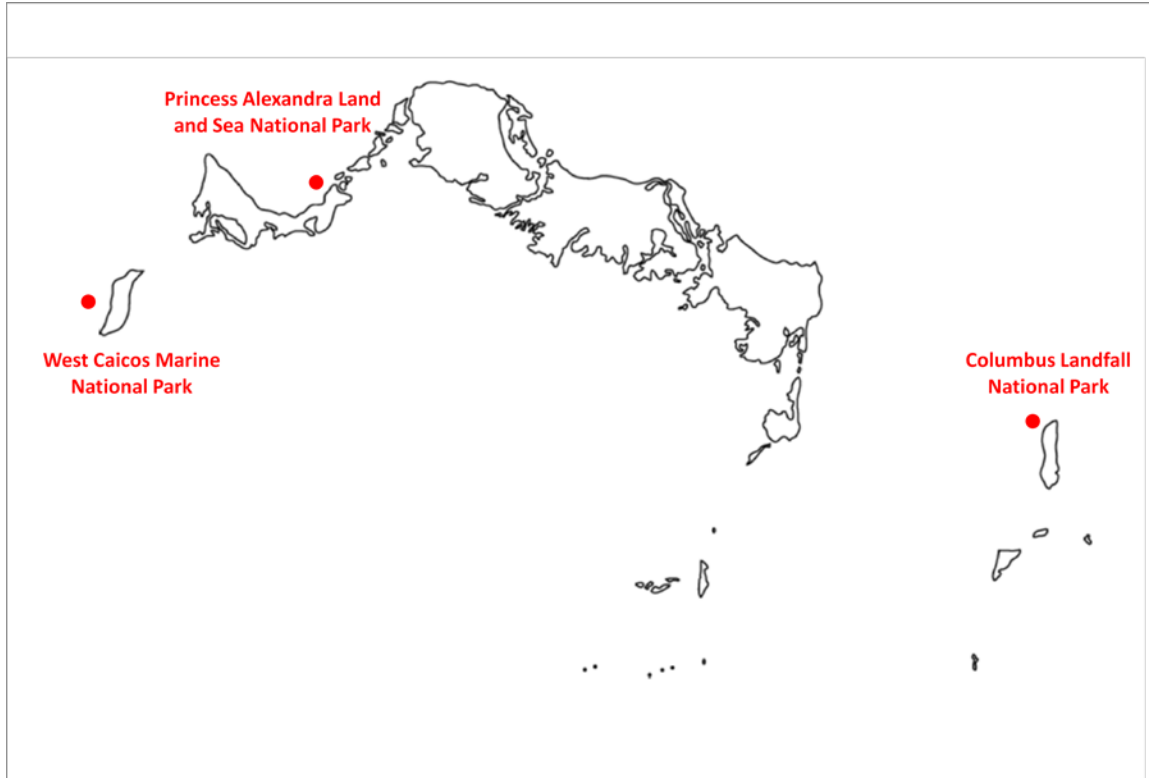 Princess Alexandra Land
and Sea National Park
West Caicos Marine
National Park
Columbus Landfall
National Park